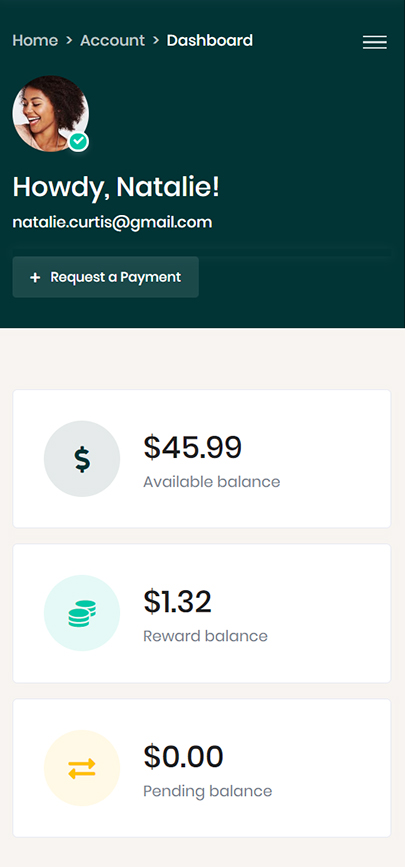 Home > Account > Dashboard
Howdy, Natalie!
natalie.curtis@gmail.com
+ Request a Payment
$
$45.99
Available balance
$1.32
Reward balance
$0.00
Pending balance